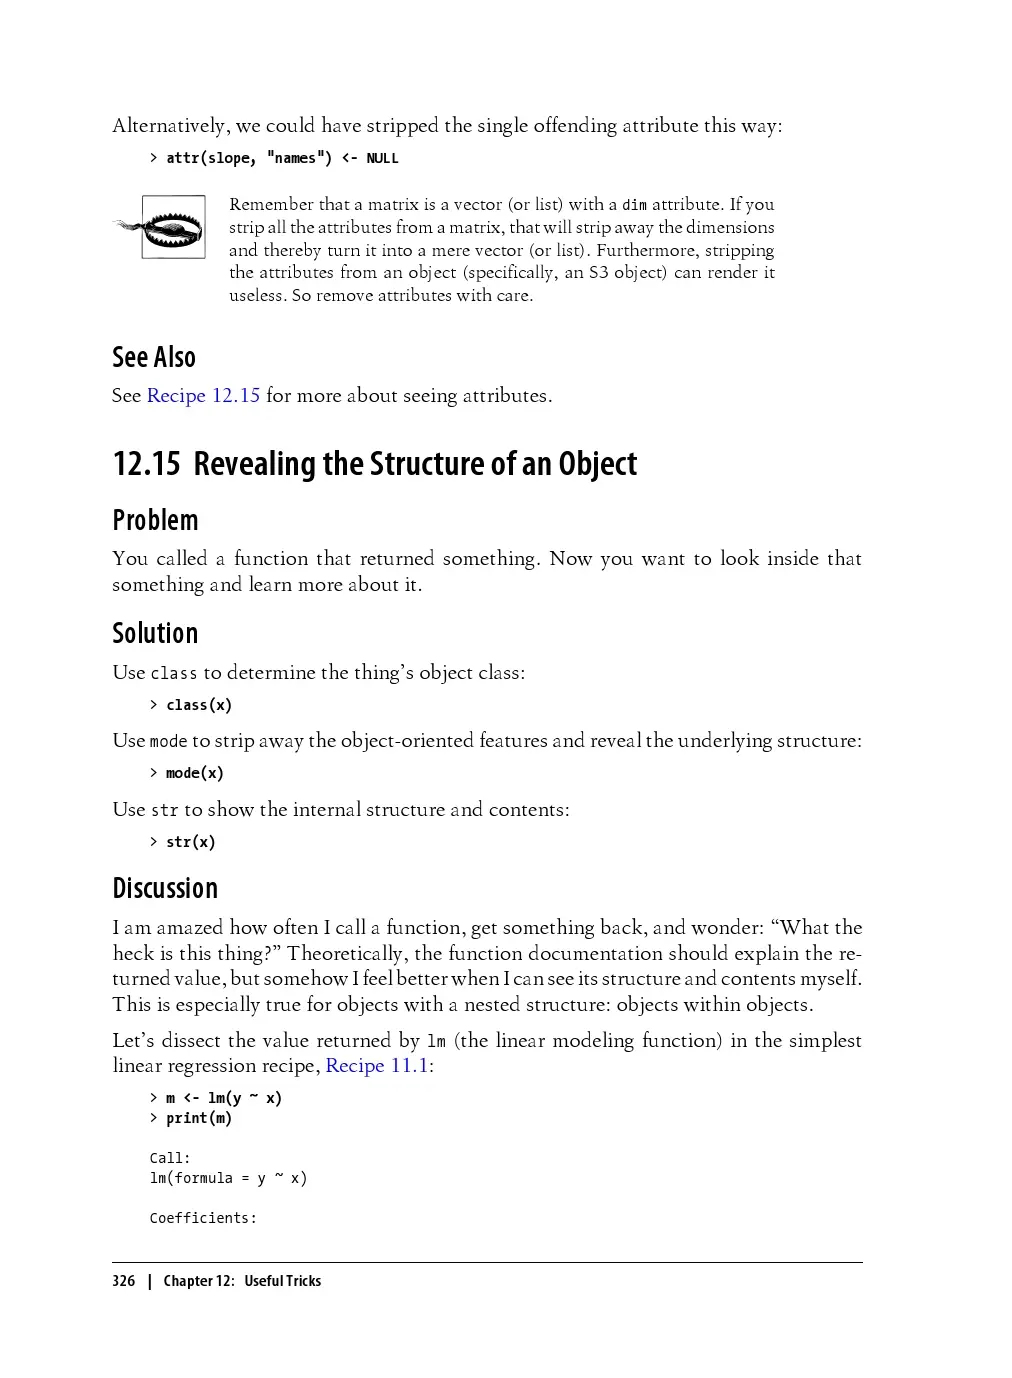 Alternatively, we could have stripped the single offending attribute this way:
> attr(slope, "names") <- NULL
Remember that a matrix is a vector (or list) with a dim attribute. If you
strip all the attributes from a matrix, that will strip away the dimensions
and thereby turn it into a mere vector (or list). Furthermore, stripping
the attributes from an object (specifically, an S3 object) can render it
useless. So remove attributes with care.
See Also
See Recipe 12.15 for more about seeing attributes.
12.15 Revealing the Structure of an Object
Problem
You called a function that returned something. Now you want to look inside that
something and learn more about it.
Solution
Use class to determine the thing’s object class:
> class(x)
Use mode to strip away the object-oriented features and reveal the underlying structure:
> mode(x)
Use str to show the internal structure and contents:
> str(x)
Discussion
I am amazed how often I call a function, get something back, and wonder: “What the
heck is this thing?” Theoretically, the function documentation should explain the re-
turned value, but somehow I feel better when I can see its structure and contents myself.
This is especially true for objects with a nested structure: objects within objects.
Let’s dissect the value returned by lm (the linear modeling function) in the simplest
linear regression recipe, Recipe 11.1:
> m <- lm(y ~ x)
> print(m)
Call:
lm(formula = y ~ x)
Coefficients:
326 | Chapter 12: Useful Tricks